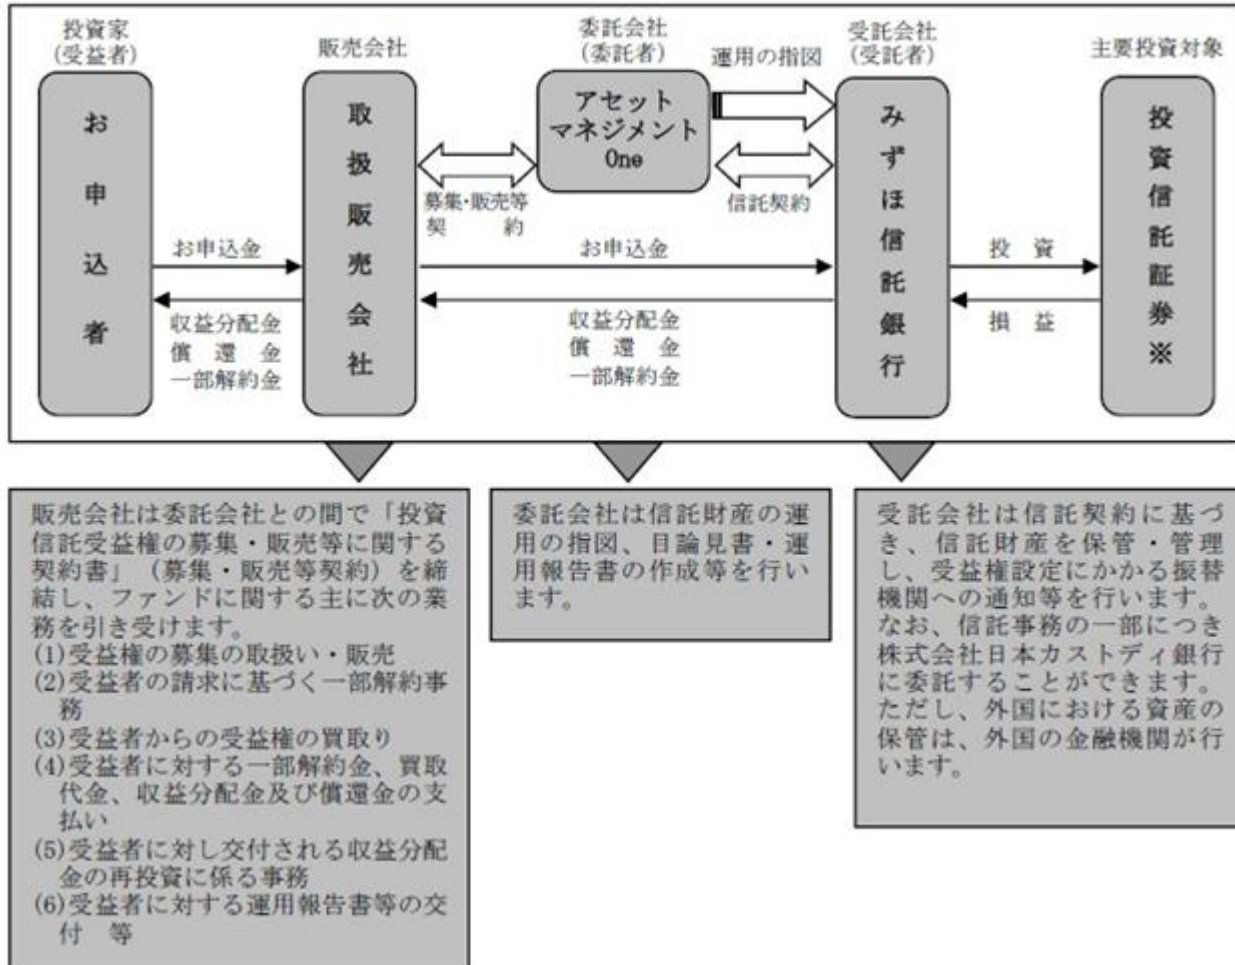 投資家
(受益者)
販売会社
委託会社
(委託者)
運用の指図
受託会社
(受託者)
主要投資対象
お申込者
取扱販売会社
アセット
マネジメント
One
みずほ信託銀行
投資信託証券※
募集・販売等
契 約
信託契約
お申込金
お申込金
投 資
収益分配金
償 還 金
一部解約金
収益分配金
償 還 金
一部解約金
損 益
販売会社は委託会社との間で「投資
信託受益権の募集・販売等に関する
契約書」(募集・販売等契約)を締
結し、ファンドに関する主に次の業
務を引き受けます。
(1)受益権の募集の取扱い・販売
(2)受益者の請求に基づく一部解約事
務
(3)受益者からの受益権の買取り
(4)受益者に対する一部解約金、買取
代金、収益分配金及び償還金の支
払い
(5)受益者に対し交付される収益分配
金の再投資に係る事務
(6)受益者に対する運用報告書等の交
付 等
委託会社は信託財産の運
用の指図、目論見書・運
用報告書の作成等を行い
ます。
受託会社は信託契約に基づ
き、信託財産を保管・管理
し、受益権設定にかかる振替
機関への通知等を行います。
なお、信託事務の一部につき
株式会社日本カストディ銀行
に委託することができます。
ただし、外国における資産の
保管は、外国の金融機関が行
います。